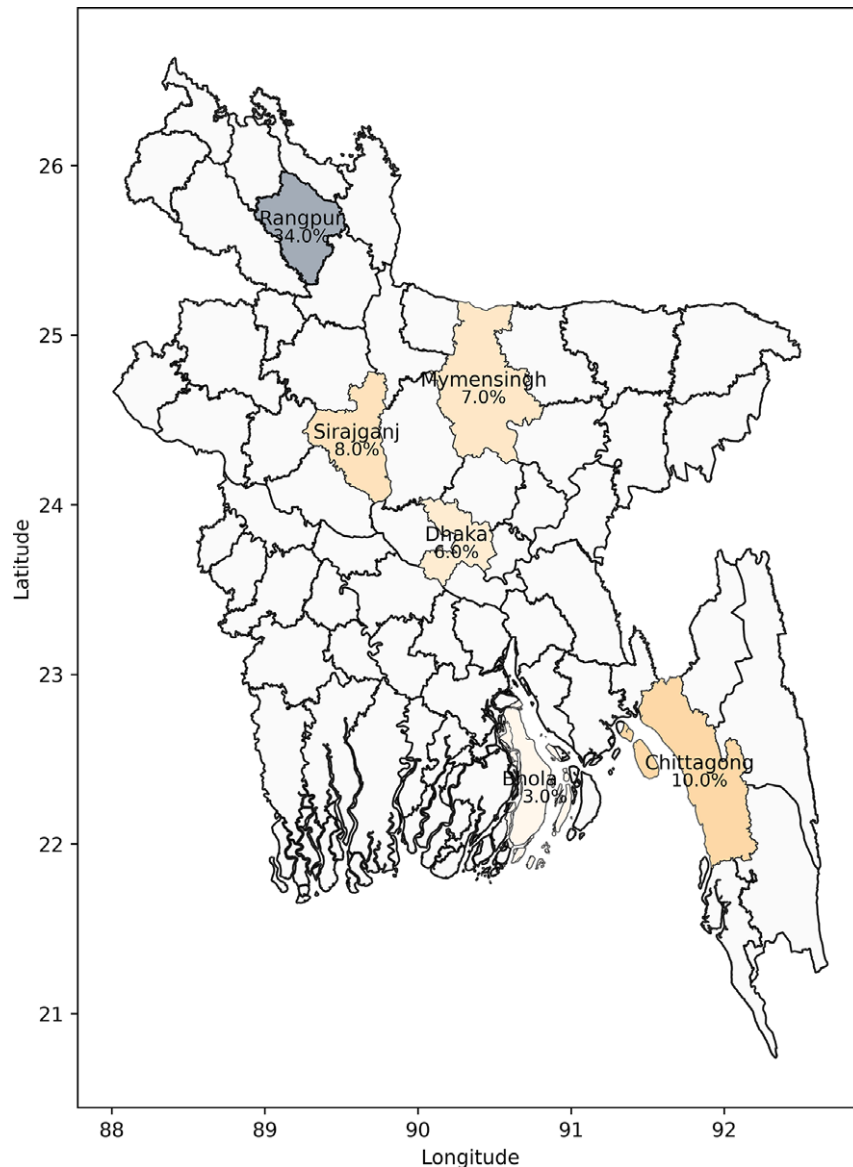 26
Rangpur
34.0%
25
Mymensingh
7.0%
Sirajganj
8.0%
24
Dhaka
6.0%
Latitude
23
Chittagong
10.0%
Bhola
3.0%
22
21
88 89 90 91 92
Longitude